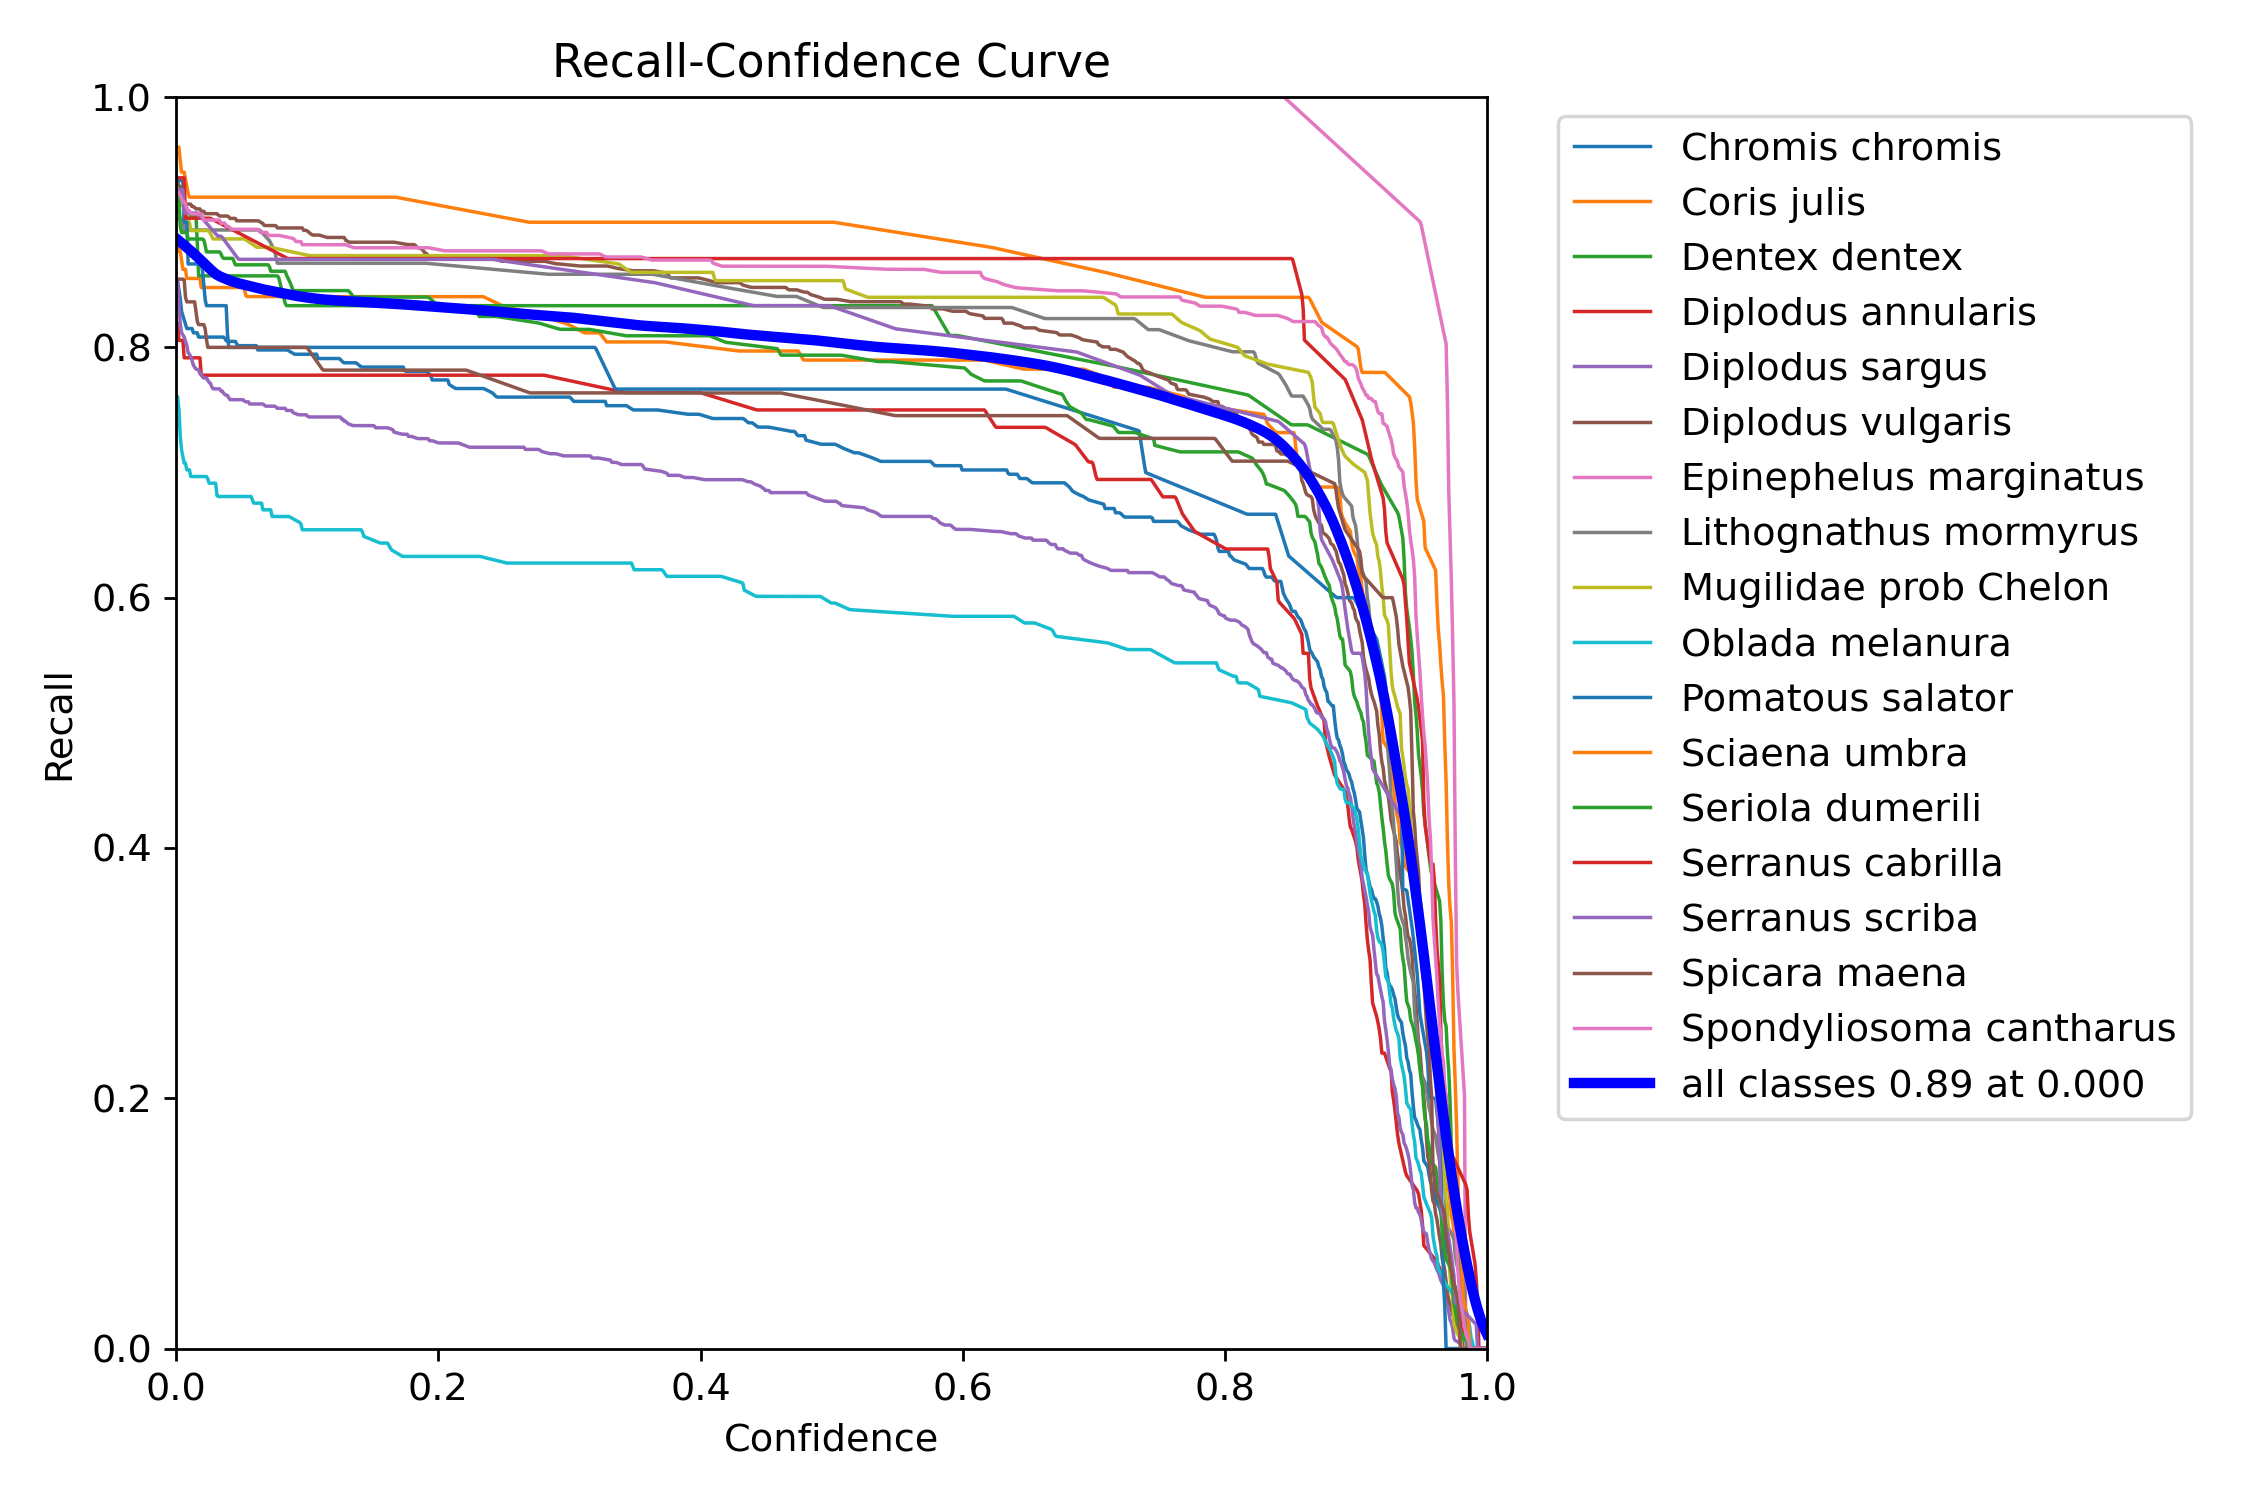 Recall-Confidence Curve
1.0
0.8
0.6
0.4
0.2
0.0
Recall
0.0 0.2 0.4 0.6 0.8 1.0
Confidence
Chromis chromis
Coris julis
Dentex dentex
Diplodus annularis
Diplodus sargus
Diplodus vulgaris
Epinephelus marginatus
Lithognathus mormyrus
Mugilidae prob Chelon
Oblada melanura
Pomatous salator
Sciaena umbra
Seriola dumerili
Serranus cabrilla
Serranus scriba
Spicara maena
Spondyliosoma cantharus
all classes 0.89 at 0.000